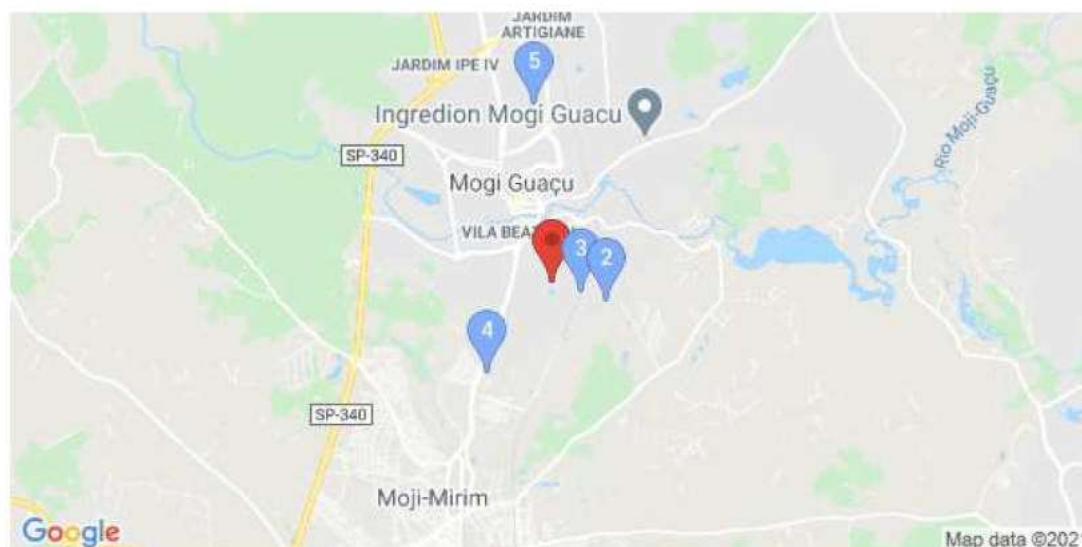 JARDIM
ARTIGIANE
JARDIM IPE IV
5
Ingredion Mogi Guacu
Rio Moji-Guaçu
SP-340
Mogi Guaçu
VILA
3
2
4
SP-340
Moji-Mirim
Google
Map data ©202